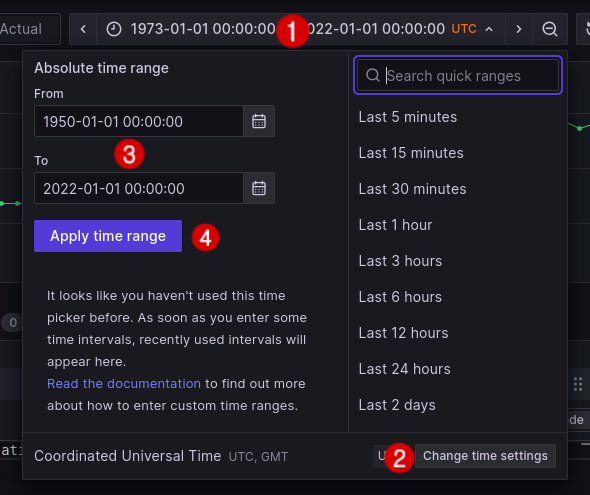 Actual 1973-01-01 00:00:00 1 2022-01-01 00:00:00 UTC
Absolute time range
Search quick ranges
From
1950-01-01 00:00:00
3
To
2022-01-01 00:00:00
Apply time range 4
It looks like you haven't used this time
picker before. As soon as you enter some
time intervals, recently used intervals will
appear here.
Read the documentation to find out more
about how to enter custom time ranges.
Last 5 minutes
Last 15 minutes
Last 30 minutes
Last 1 hour
Last 3 hours
Last 6 hours
Last 12 hours
Last 24 hours
Last 2 days
0
Coordinated Universal Time UTC, GMT
2 Change time settings